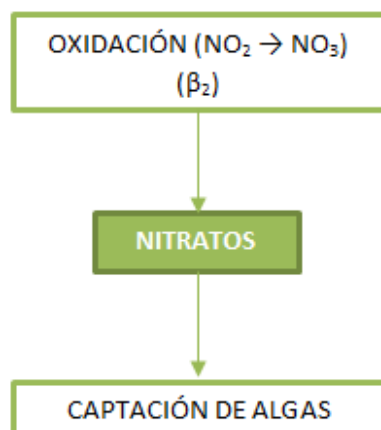 OXIDACIÓN (NO₂ → NO₃)
(β₂)
NITRATOS
CAPTACIÓN DE ALGAS